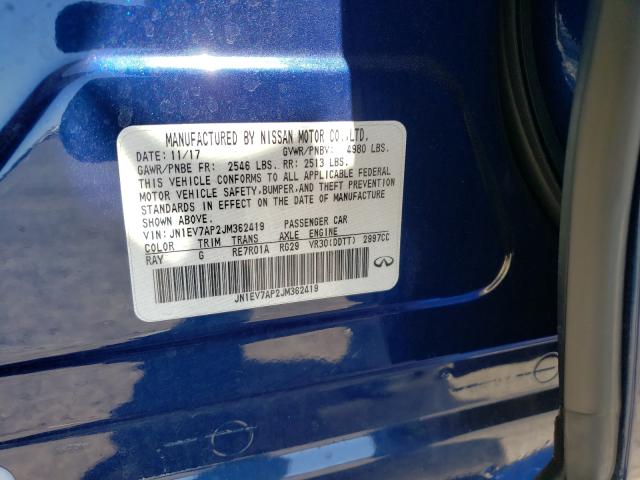 MANUFACTURED BY NISSAN MOTOR CO.,LTD.
DATE: 11/17 GVWR/PNBV: 4980 LBS.
GAWR/PNBE FR: 2546 LBS. RR: 2513 LBS.
THIS VEHICLE CONFORMS TO ALL APPLICABLE FEDERAL
MOTOR VEHICLE SAFETY,BUMPER,AND THEFT PREVENTION
STANDARDS IN EFFECT ON THE DATE OF MANUFACTURE
SHOWN ABOVE.
VIN: JN1EV7AP2JM362419 PASSENGER CAR
COLOR TRIM TRANS AXLE ENGINE
RAY G RE7R01A RG29 VR30(DDTT) 2997CC
JN1EV7AP2JM362419